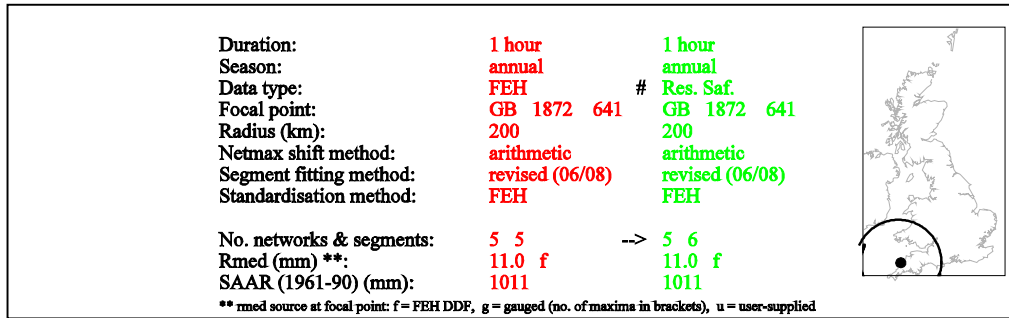 Duration: 1 hour 1 hour
Season: annual annual
Data type: FEH # Res. Saf.
Focal point: GB 1872 641 GB 1872 641
Radius (km): 200 200
Netmax shift method: arithmetic arithmetic
Segment fitting method: revised (06/08) revised (06/08)
Standardisation method: FEH FEH
No. networks & segments: 5 5 --> 5 6
Rmed (mm) **: 11.0 f 11.0 f
SAAR (1961-90) (mm): 1011 1011
** rmed source at focal point: f = FEH DDF, g = gauged (no. of maxima in brackets), u = user-supplied